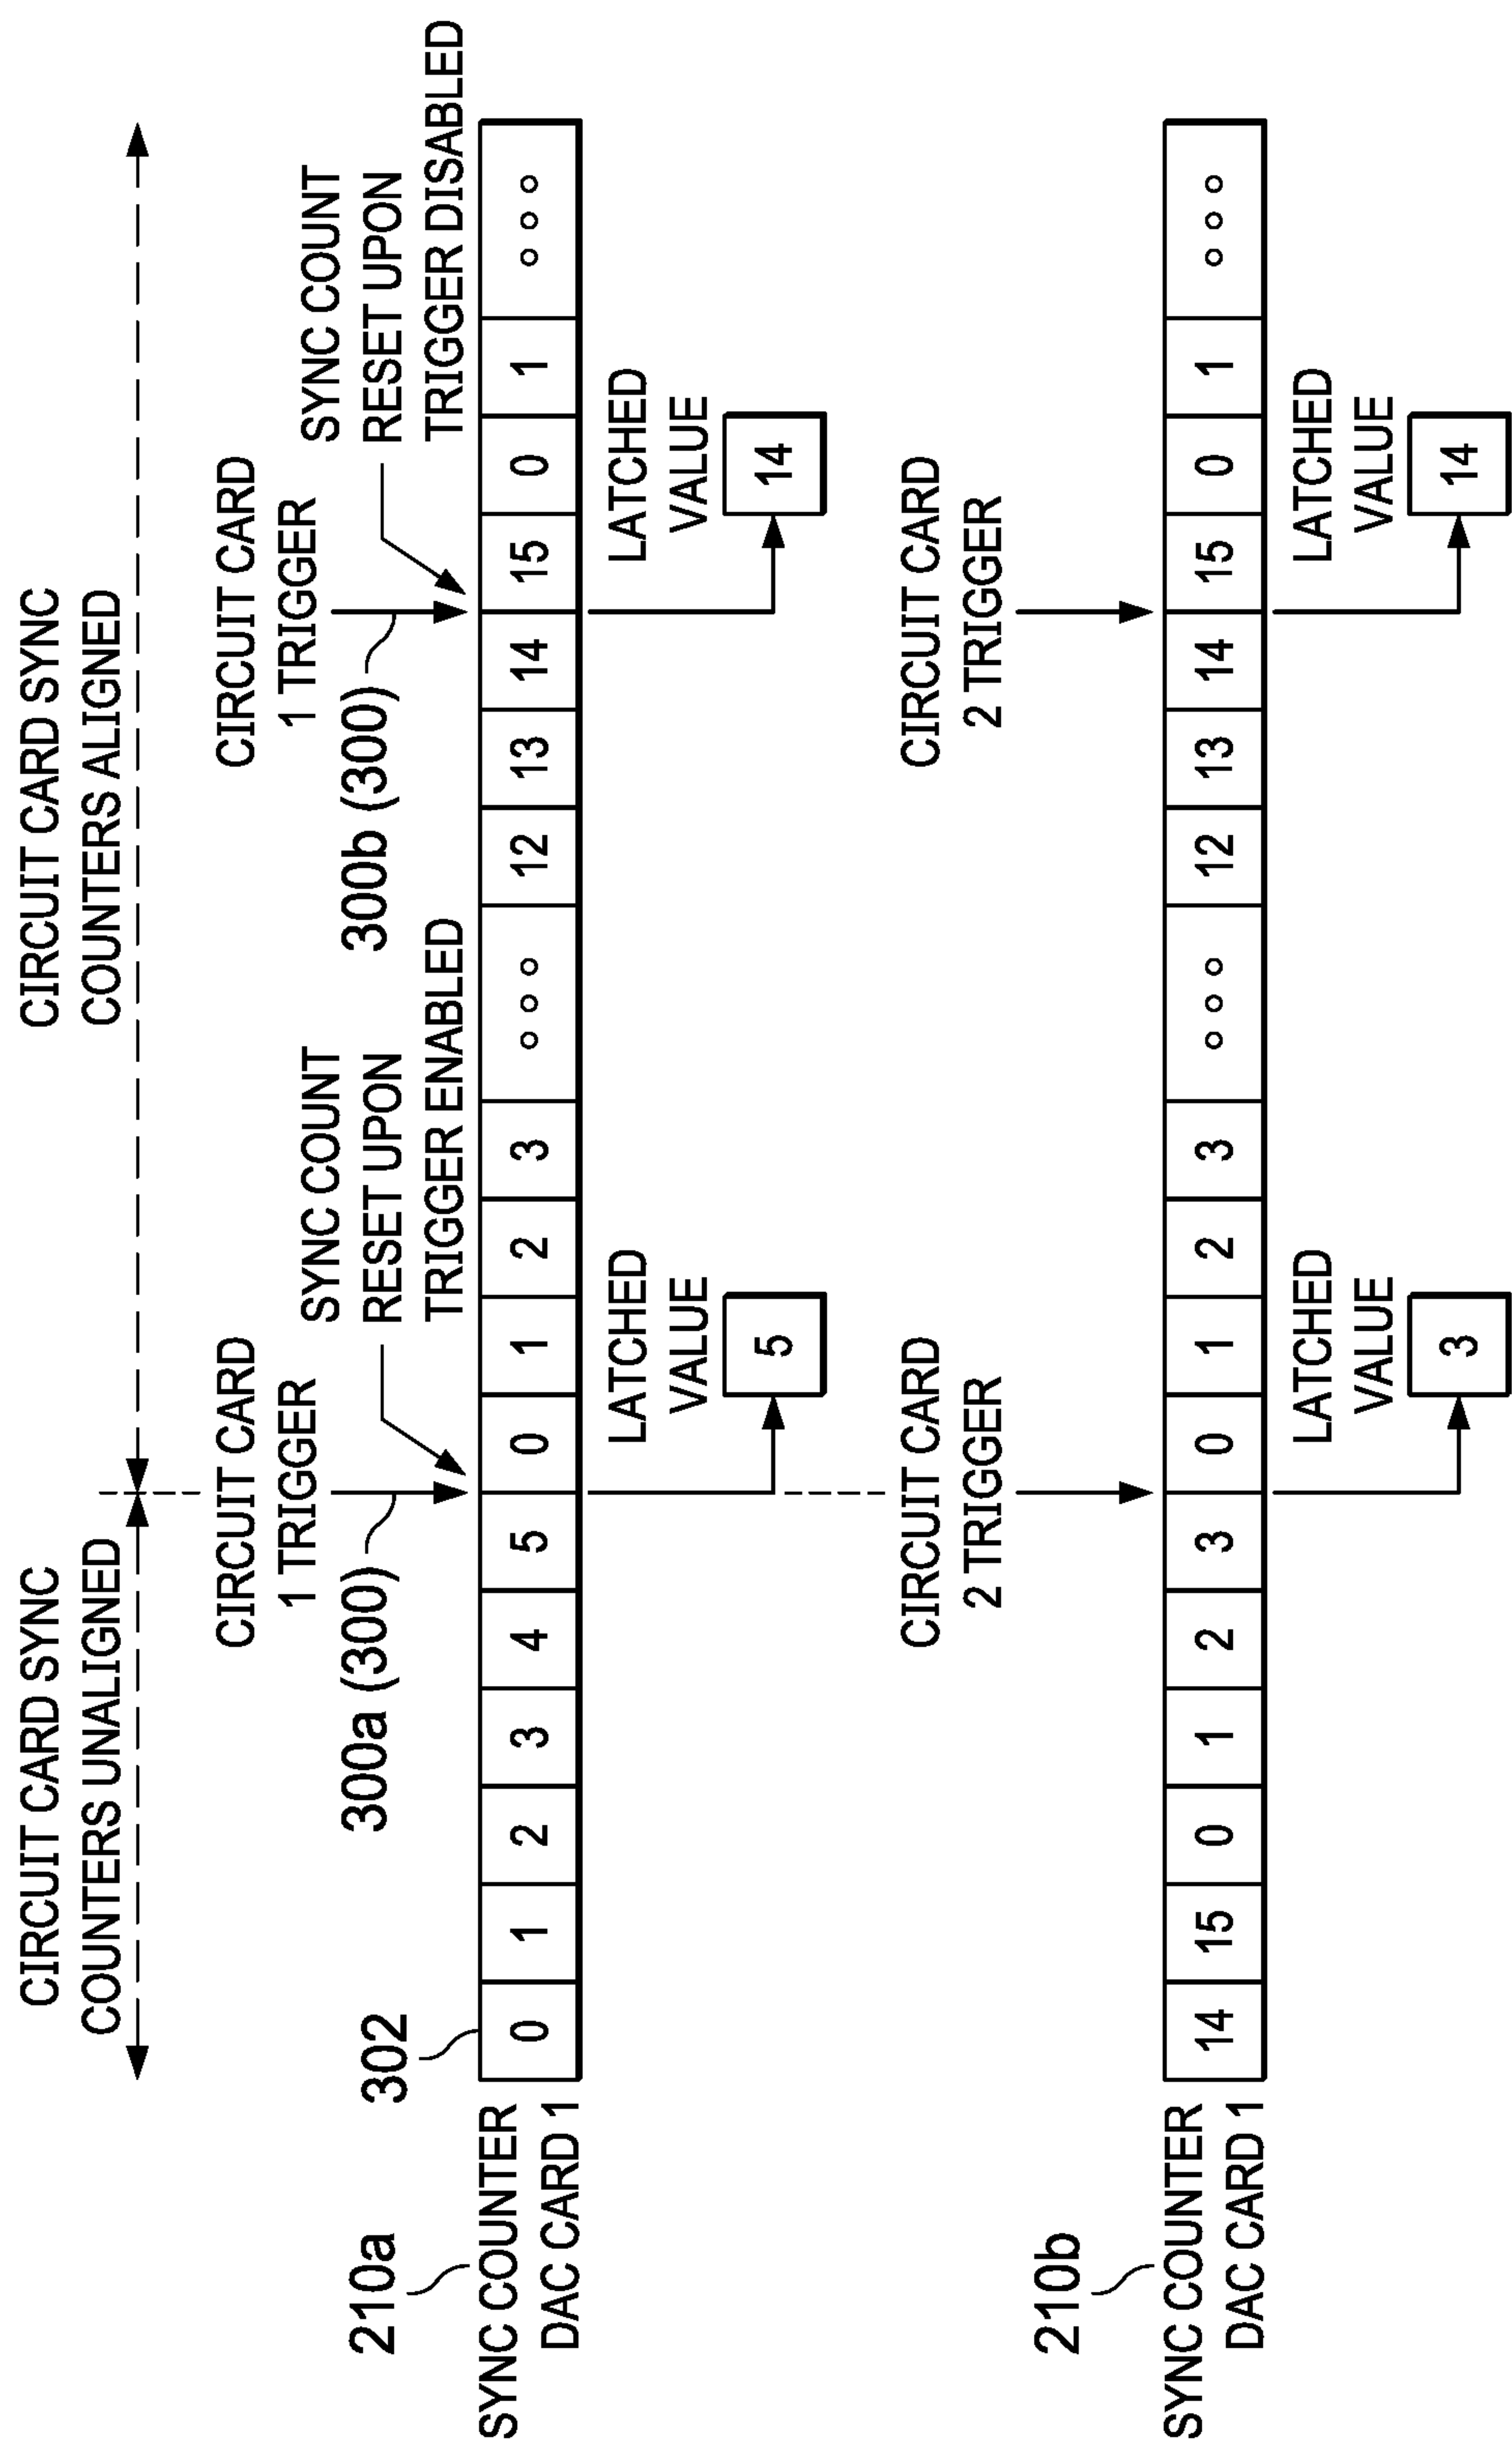 CIRCUIT CARD SYNC
COUNTERS UNALIGNED
CIRCUIT CARD SYNC
COUNTERS ALIGNED
CIRCUIT CARD
1 TRIGGER
300a (300)
SYNC COUNT
RESET UPON
TRIGGER ENABLED
CIRCUIT CARD
1 TRIGGER
300b (300)
SYNC COUNT
RESET UPON
TRIGGER DISABLED
302
210a
SYNC COUNTER
DAC CARD 1
0 1 2 3 4 5 0 1 2 3 ○○○ 12 13 14 15 0 1 ○○○
LATCHED
VALUE
5
LATCHED
VALUE
14
CIRCUIT CARD
2 TRIGGER
CIRCUIT CARD
2 TRIGGER
210b
SYNC COUNTER
DAC CARD 1
14 15 0 1 2 3 0 1 2 3 ○○○ 12 13 14 15 0 1 ○○○
LATCHED
VALUE
3
LATCHED
VALUE
14